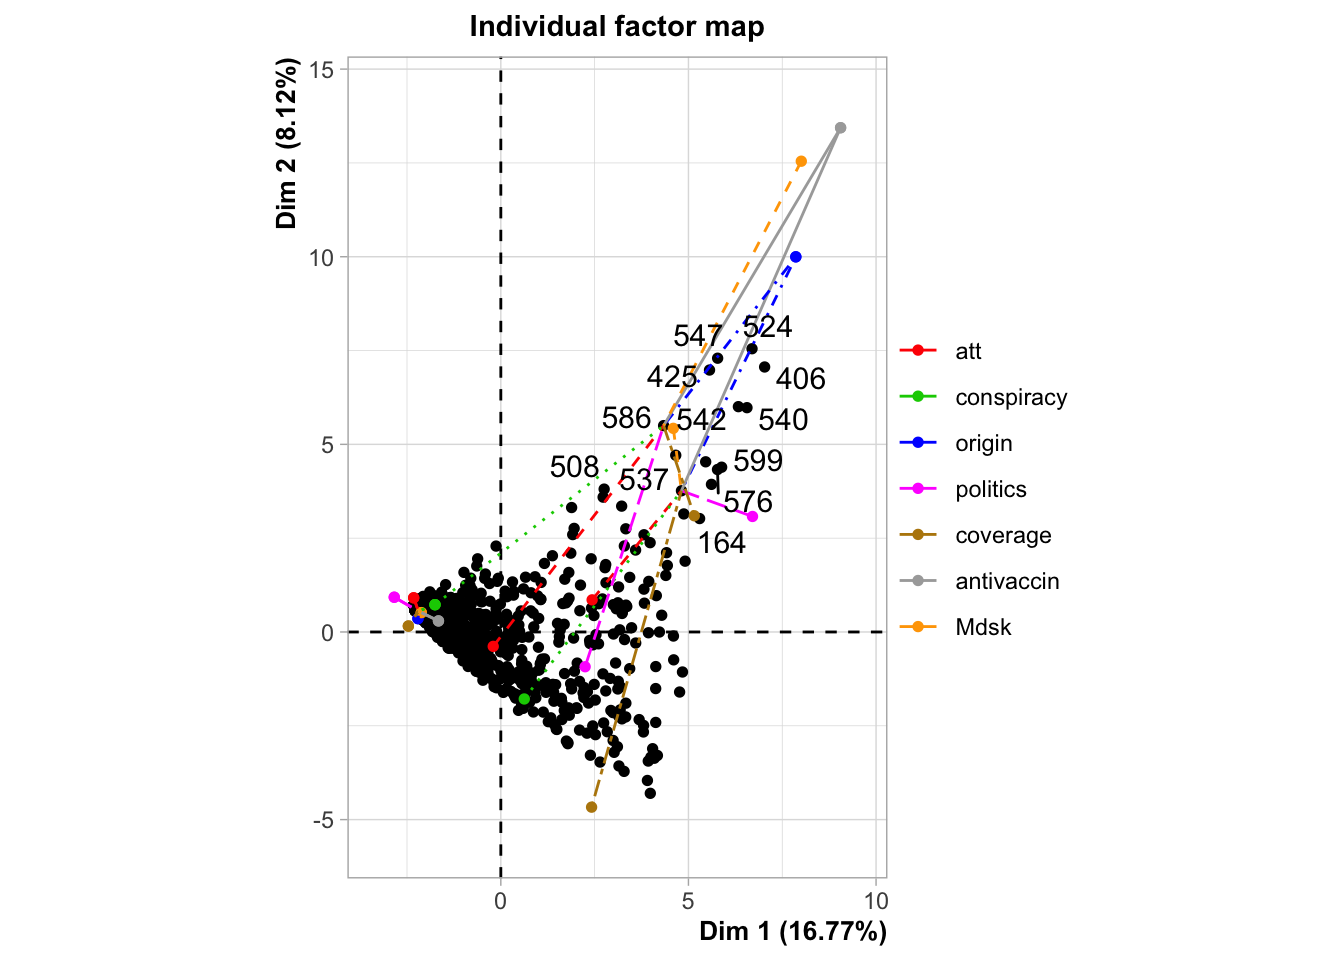 Individual factor map
Dim 2 (8.12%)
15
10
5
0
-5
547
524
425
406
586
542
540
508
537
599
576
164
0
5
10
Dim 1 (16.77%)
att
conspiracy
origin
politics
coverage
antivaccin
Mdsk